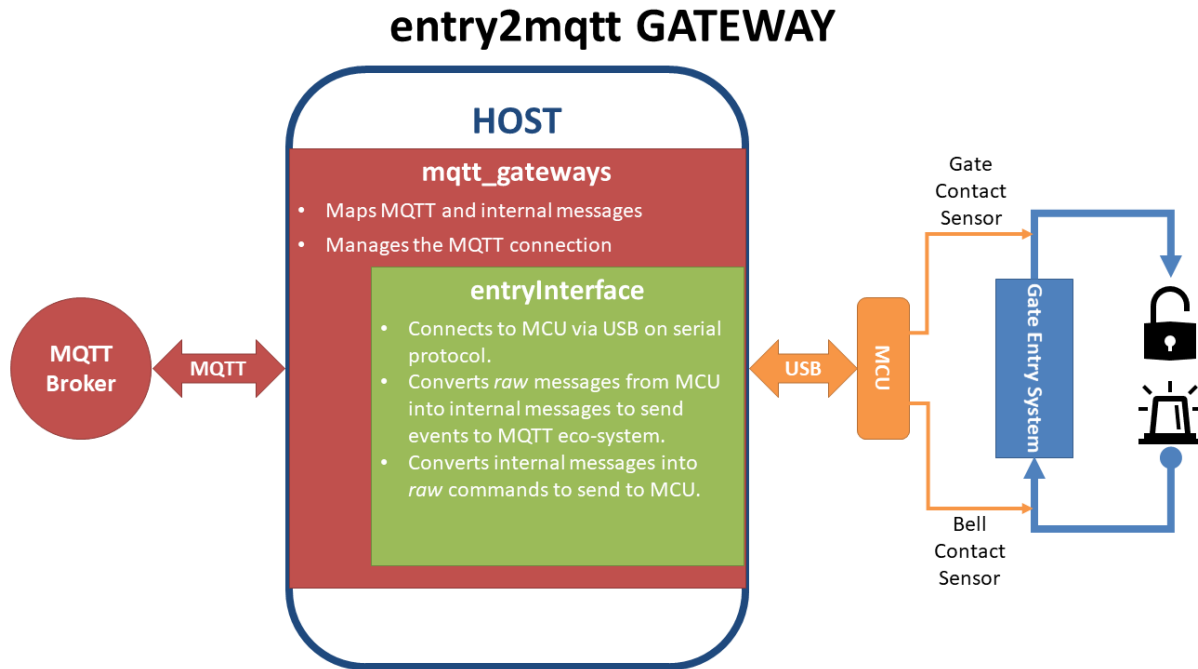 entry2mqtt GATEWAY
HOST
mqtt_gateways
• Maps MQTT and internal messages
• Manages the MQTT connection
entryInterface
• Connects to MCU via USB on serial
protocol.
• Converts raw messages from MCU
into internal messages to send
events to MQTT eco-system.
• Converts internal messages into
raw commands to send to MCU.
MQTT
Broker
MQTT
USB
MCU
Gate
Contact
Sensor
Gate Entry System
Bell
Contact
Sensor